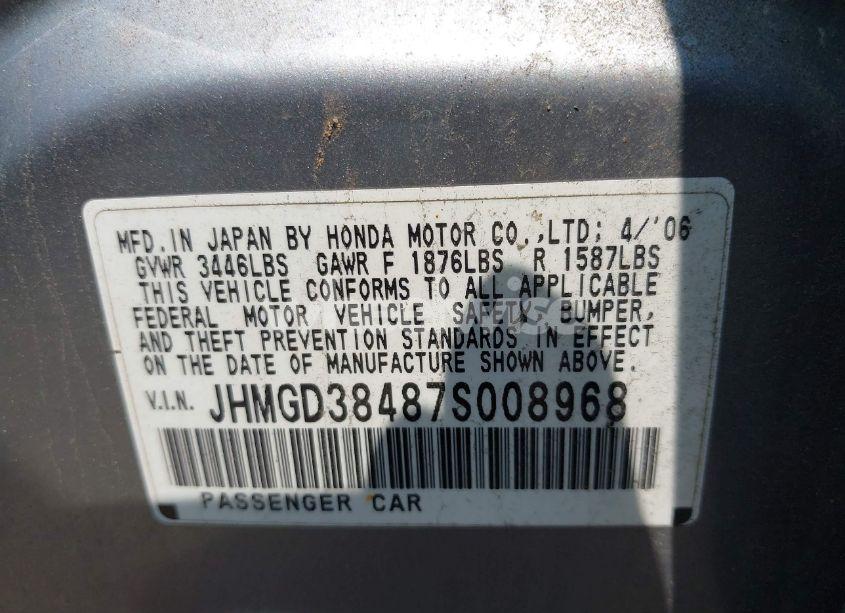 MFD. IN JAPAN BY HONDA MOTOR CO.,LTD; 4/'06
GVWR 3446LBS GAWR F 1876LBS R 1587LBS
THIS VEHICLE CONFORMS TO ALL APPLICABLE
FEDERAL MOTOR VEHICLE SAFETY, BUMPER,
AND THEFT PREVENTION STANDARDS IN EFFECT
ON THE DATE OF MANUFACTURE SHOWN ABOVE.
V.I.N. JHMGD38487S008968
PASSENGER CAR